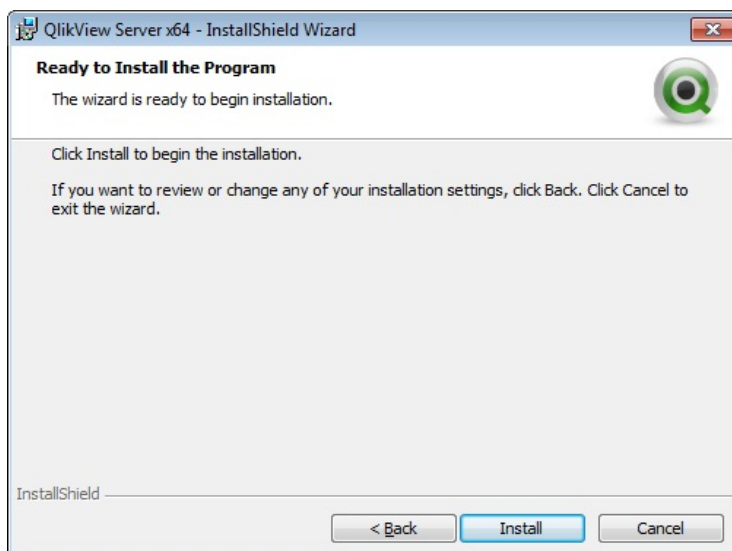 QlikView Server x64 - InstallShield Wizard
Ready to Install the Program
The wizard is ready to begin installation.
Click Install to begin the installation.
If you want to review or change any of your installation settings, click Back. Click Cancel to
exit the wizard.
InstallShield
< Back
Install
Cancel